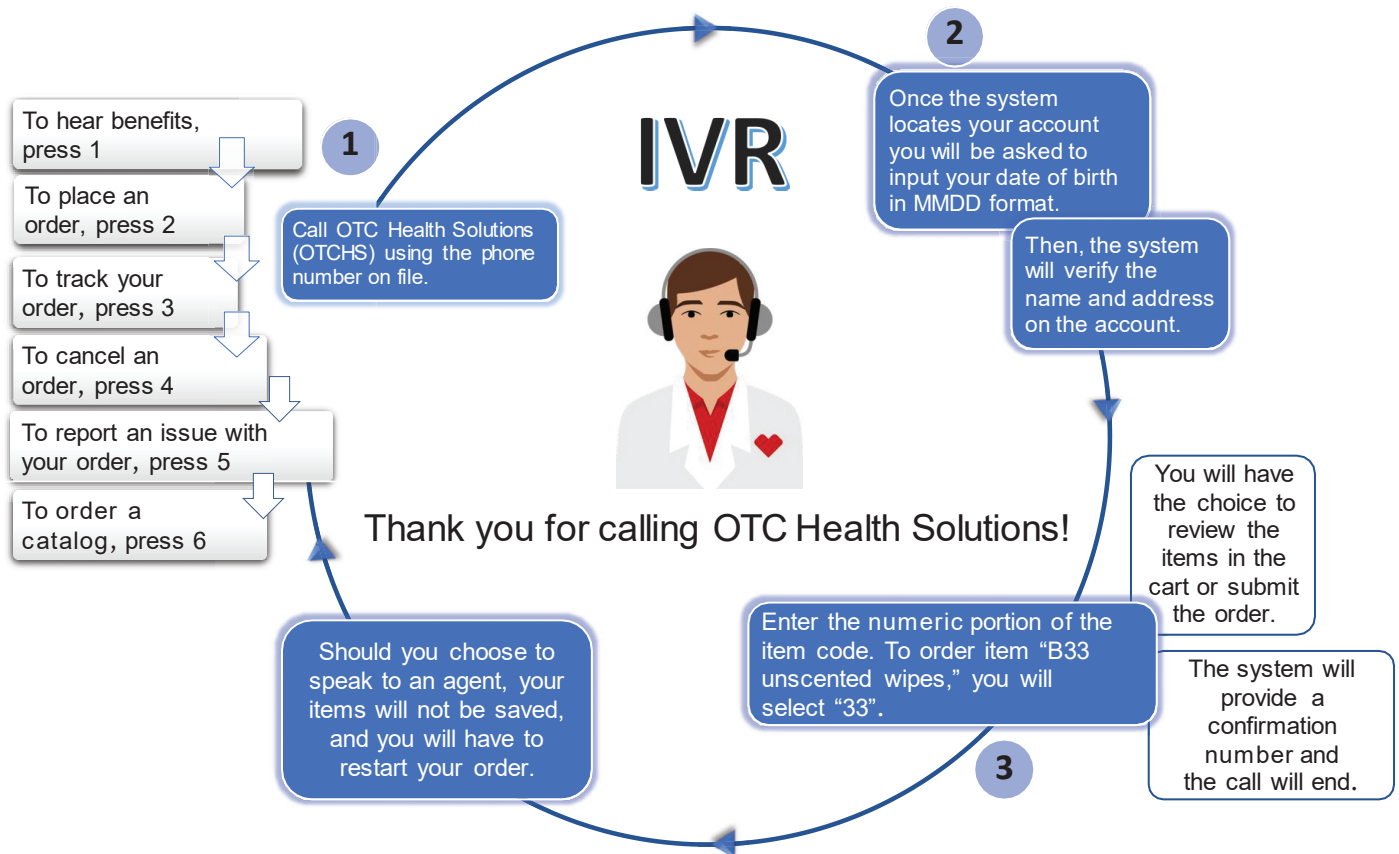 IVR
1
Call OTC Health Solutions
(OTCHS) using the phone
number on file.
To hear benefits,
press 1
To place an
order, press 2
To track your
order, press 3
To cancel an
order, press 4
To report an issue with
your order, press 5
To order a
catalog, press 6
2
Once the system
locates your account
you will be asked to
input your date of birth
in MMDD format.
Then, the system
will verify the
name and address
on the account.
Thank you for calling OTC Health Solutions!
3
Enter the numeric portion of the
item code. To order item “B33
unscented wipes,” you will
select “33”.
You will have
the choice to
review the
items in the
cart or submit
the order.
The system will
provide a
confirmation
number and
the call will end.
Should you choose to
speak to an agent, your
items will not be saved,
and you will have to
restart your order.